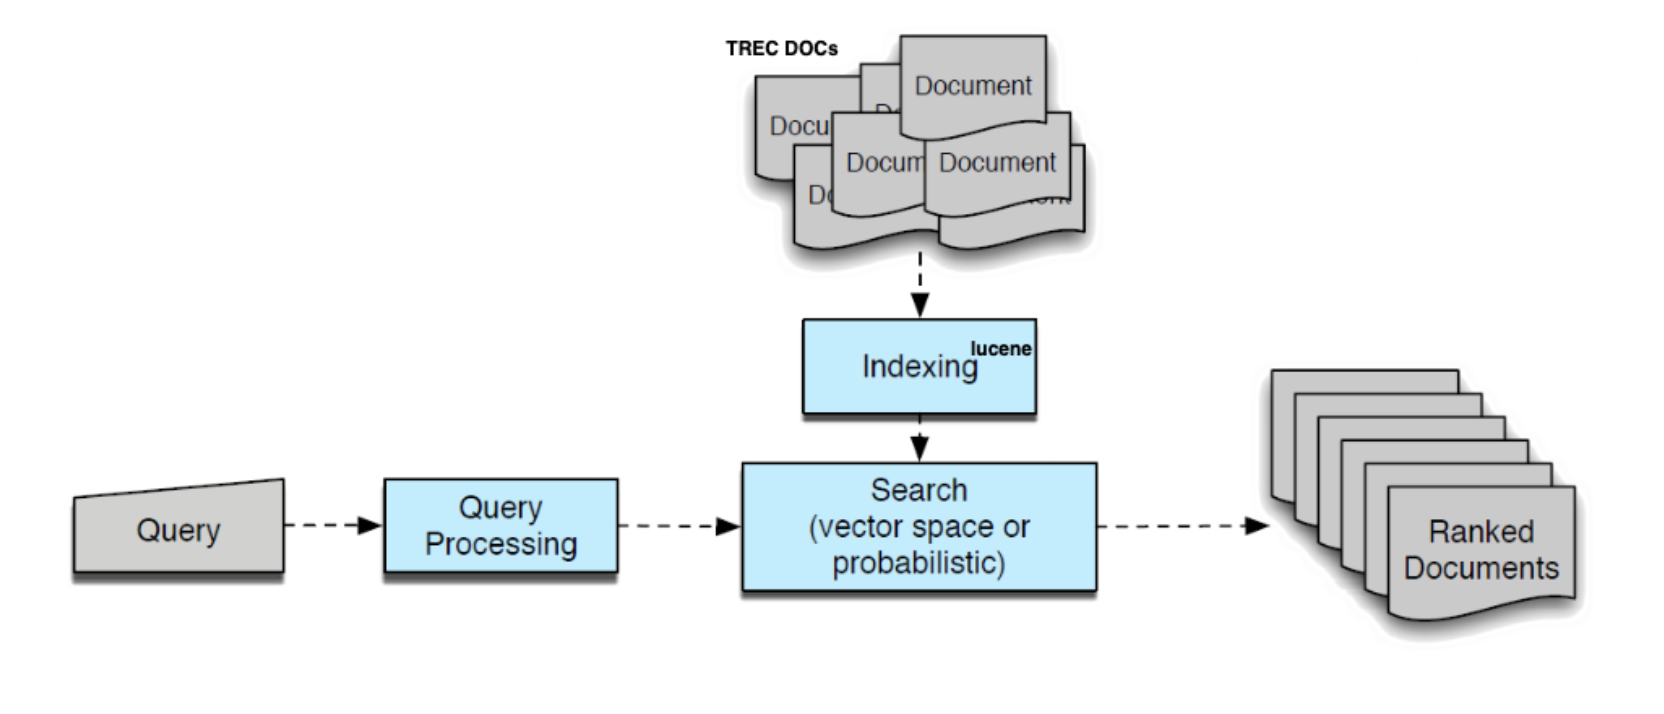 TREC DOCs
Document
Docu
Docum
Document
lucene
Indexing
Query
Query
Processing
Search
(vector space or
probabilistic)
Ranked
Documents